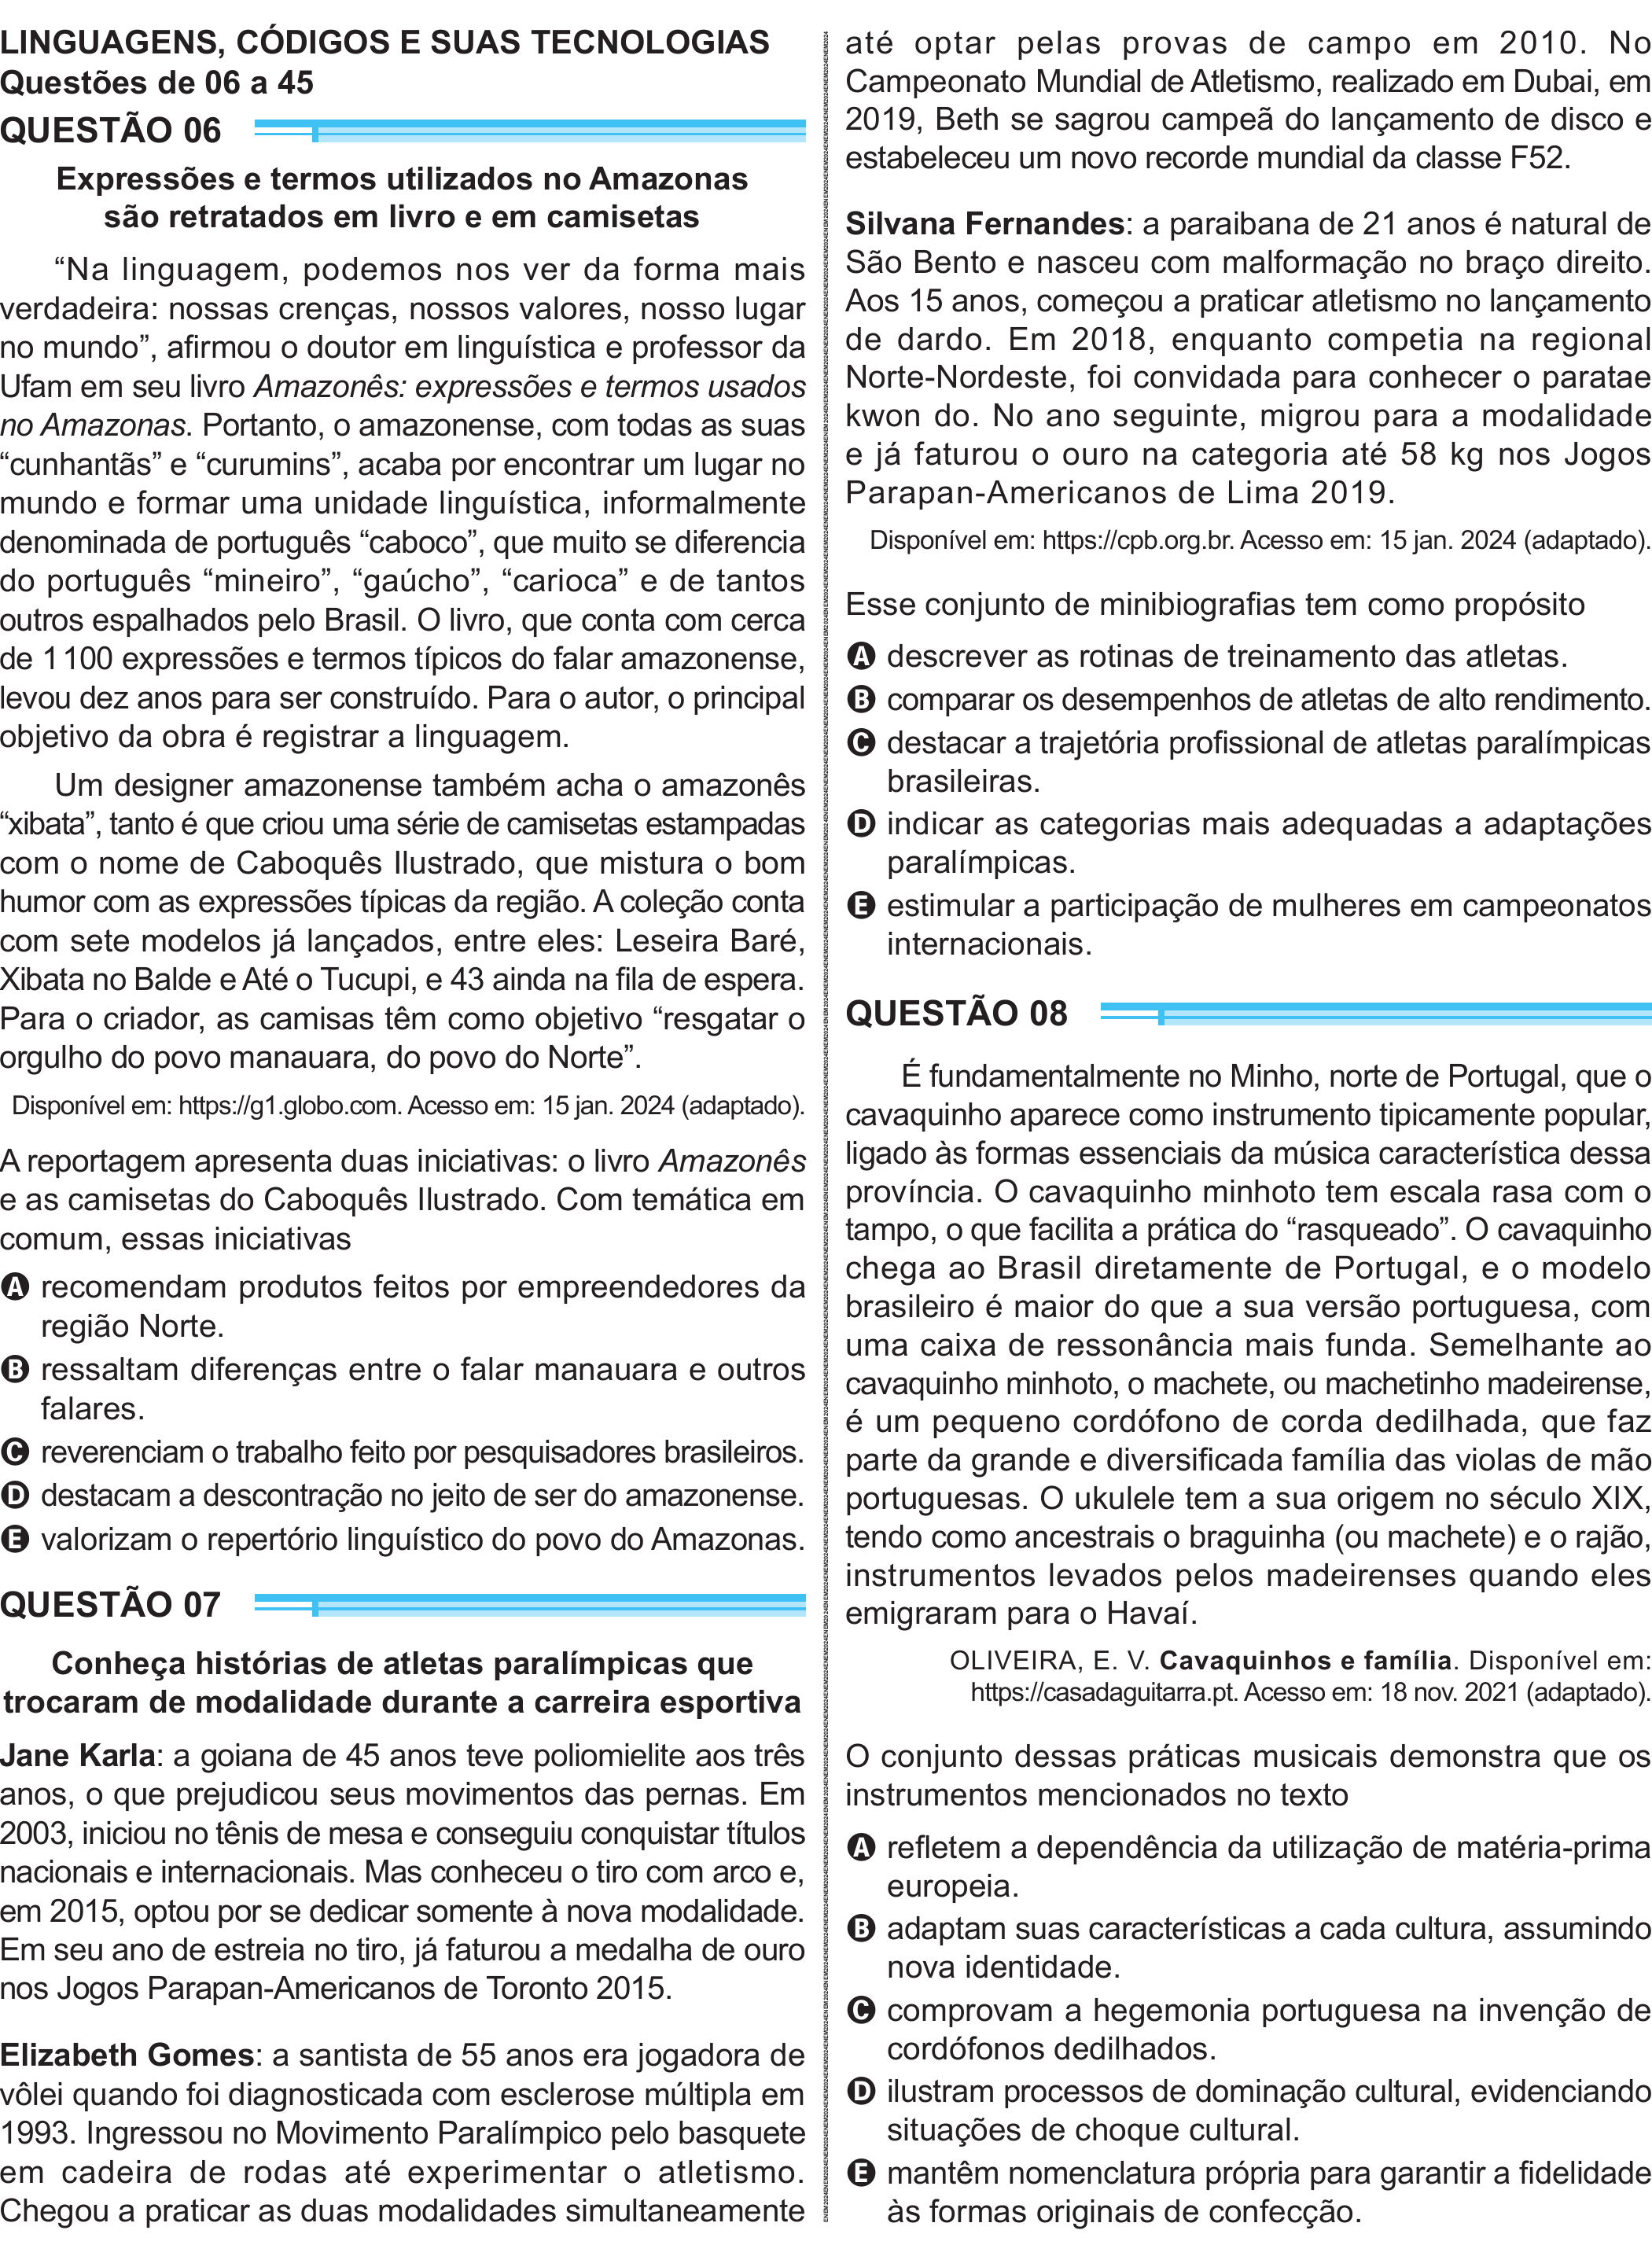 LINGUAGENS, CÓDIGOS E SUAS TECNOLOGIAS
Questões de 06 a 45
QUESTÃO 06
Expressões e termos utilizados no Amazonas
são retratados em livro e em camisetas
“Na linguagem, podemos nos ver da forma mais
verdadeira: nossas crenças, nossos valores, nosso lugar
no mundo”, afirmou o doutor em linguística e professor da
Ufam em seu livro Amazonês: expressões e termos usados
no Amazonas. Portanto, o amazonense, com todas as suas
“cunhantãs” e “curumins”, acaba por encontrar um lugar no
mundo e formar uma unidade linguística, informalmente
denominada de português “caboco”, que muito se diferencia
do português “mineiro”, “gaúcho”, “carioca” e de tantos
outros espalhados pelo Brasil. O livro, que conta com cerca
de 1 100 expressões e termos típicos do falar amazonense,
levou dez anos para ser construído. Para o autor, o principal
objetivo da obra é registrar a linguagem.
Um designer amazonense também acha o amazonês
“xibata”, tanto é que criou uma série de camisetas estampadas
com o nome de Caboquês Ilustrado, que mistura o bom
humor com as expressões típicas da região. A coleção conta
com sete modelos já lançados, entre eles: Leseira Baré,
Xibata no Balde e Até o Tucupi, e 43 ainda na fila de espera.
Para o criador, as camisas têm como objetivo “resgatar o
orgulho do povo manauara, do povo do Norte”.
Disponível em: https://g1.globo.com. Acesso em: 15 jan. 2024 (adaptado).
A reportagem apresenta duas iniciativas: o livro Amazonês
e as camisetas do Caboquês Ilustrado. Com temática em
comum, essas iniciativas
A recomendam produtos feitos por empreendedores da
região Norte.
B ressaltam diferenças entre o falar manauara e outros
falares.
C reverenciam o trabalho feito por pesquisadores brasileiros.
D destacam a descontração no jeito de ser do amazonense.
E valorizam o repertório linguístico do povo do Amazonas.
QUESTÃO 07
Conheça histórias de atletas paralímpicas que
trocaram de modalidade durante a carreira esportiva
Jane Karla: a goiana de 45 anos teve poliomielite aos três
anos, o que prejudicou seus movimentos das pernas. Em
2003, iniciou no tênis de mesa e conseguiu conquistar títulos
nacionais e internacionais. Mas conheceu o tiro com arco e,
em 2015, optou por se dedicar somente à nova modalidade.
Em seu ano de estreia no tiro, já faturou a medalha de ouro
nos Jogos Parapan-Americanos de Toronto 2015.
Elizabeth Gomes: a santista de 55 anos era jogadora de
vôlei quando foi diagnosticada com esclerose múltipla em
1993. Ingressou no Movimento Paralímpico pelo basquete
em cadeira de rodas até experimentar o atletismo.
Chegou a praticar as duas modalidades simultaneamente
até optar pelas provas de campo em 2010. No
Campeonato Mundial de Atletismo, realizado em Dubai, em
2019, Beth se sagrou campeã do lançamento de disco e
estabeleceu um novo recorde mundial da classe F52.
Silvana Fernandes: a paraibana de 21 anos é natural de
São Bento e nasceu com malformação no braço direito.
Aos 15 anos, começou a praticar atletismo no lançamento
de dardo. Em 2018, enquanto competia na regional
Norte-Nordeste, foi convidada para conhecer o paratae
kwon do. No ano seguinte, migrou para a modalidade
e já faturou o ouro na categoria até 58 kg nos Jogos
Parapan-Americanos de Lima 2019.
Disponível em: https://cpb.org.br. Acesso em: 15 jan. 2024 (adaptado).
Esse conjunto de minibiografias tem como propósito
A descrever as rotinas de treinamento das atletas.
B comparar os desempenhos de atletas de alto rendimento.
C destacar a trajetória profissional de atletas paralímpicas
brasileiras.
D indicar as categorias mais adequadas a adaptações
paralímpicas.
E estimular a participação de mulheres em campeonatos
internacionais.
QUESTÃO 08
É fundamentalmente no Minho, norte de Portugal, que o
cavaquinho aparece como instrumento tipicamente popular,
ligado às formas essenciais da música característica dessa
província. O cavaquinho minhoto tem escala rasa com o
tampo, o que facilita a prática do “rasqueado”. O cavaquinho
chega ao Brasil diretamente de Portugal, e o modelo
brasileiro é maior do que a sua versão portuguesa, com
uma caixa de ressonância mais funda. Semelhante ao
cavaquinho minhoto, o machete, ou machetinho madeirense,
é um pequeno cordófono de corda dedilhada, que faz
parte da grande e diversificada família das violas de mão
portuguesas. O ukulele tem a sua origem no século XIX,
tendo como ancestrais o braguinha (ou machete) e o rajão,
instrumentos levados pelos madeirenses quando eles
emigraram para o Havaí.
OLIVEIRA, E. V. Cavaquinhos e família. Disponível em:
https://casadaguitarra.pt. Acesso em: 18 nov. 2021 (adaptado).
O conjunto dessas práticas musicais demonstra que os
instrumentos mencionados no texto
A refletem a dependência da utilização de matéria-prima
europeia.
B adaptam suas características a cada cultura, assumindo
nova identidade.
C comprovam a hegemonia portuguesa na invenção de
cordófonos dedilhados.
D ilustram processos de dominação cultural, evidenciando
situações de choque cultural.
E mantêm nomenclatura própria para garantir a fidelidade
às formas originais de confecção.